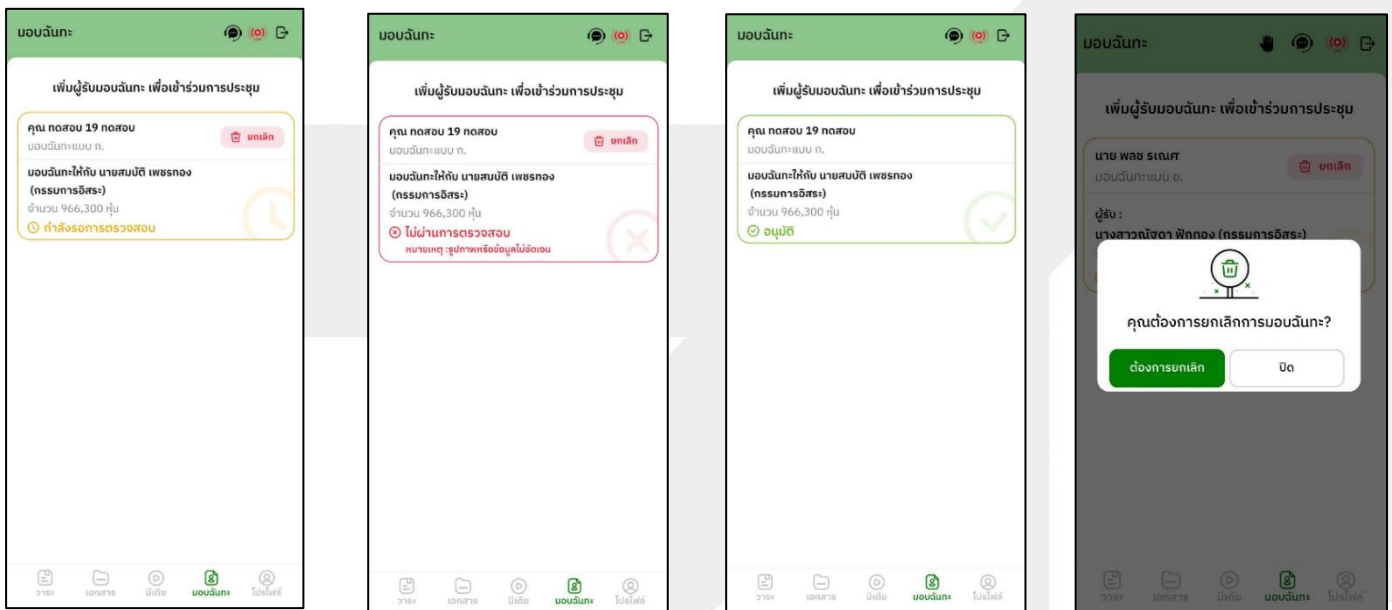 มอบฉันทะ
เพิ่มผู้รับมอบฉันทะ เพื่อเข้าร่วมการประชุม
คุณ ทดสอบ 19 ทดสอบ
ยกเลิก
มอบฉันทะแบบ ก.
มอบฉันทะให้กับ นายสมบัติ เพชรทอง
(กรรมการอิสระ)
จำนวน 966,300 หุ้น
กำลังรอการตรวจสอบ
วาระ เอกสาร มีเดีย มอบฉันทะ โปรไฟล์
มอบฉันทะ
เพิ่มผู้รับมอบฉันทะ เพื่อเข้าร่วมการประชุม
คุณ ทดสอบ 19 ทดสอบ
ยกเลิก
มอบฉันทะแบบ ก.
มอบฉันทะให้กับ นายสมบัติ เพชรทอง
(กรรมการอิสระ)
จำนวน 966,300 หุ้น
ไม่ผ่านการตรวจสอบ
หมายเหตุ :รูปภาพหรือข้อมูลไม่ชัดเจน
วาระ เอกสาร มีเดีย มอบฉันทะ โปรไฟล์
มอบฉันทะ
เพิ่มผู้รับมอบฉันทะ เพื่อเข้าร่วมการประชุม
คุณ ทดสอบ 19 ทดสอบ
มอบฉันทะแบบ ก.
มอบฉันทะให้กับ นายสมบัติ เพชรทอง
(กรรมการอิสระ)
จำนวน 966,300 หุ้น
อนุมัติ
วาระ เอกสาร มีเดีย มอบฉันทะ โปรไฟล์
มอบฉันทะ
เพิ่มผู้รับมอบฉันทะ เพื่อเข้าร่วมการประชุม
นาย พลช ธเณศ
ยกเลิก
มอบฉันทะแบบ ข.
ผู้รับ :
นางสาวณัฐดา ฟักทอง (กรรมการอิสระ)
คุณต้องการยกเลิกการมอบฉันทะ?
ต้องการยกเลิก ปิด
วาระ เอกสาร มีเดีย มอบฉันทะ โปรไฟล์